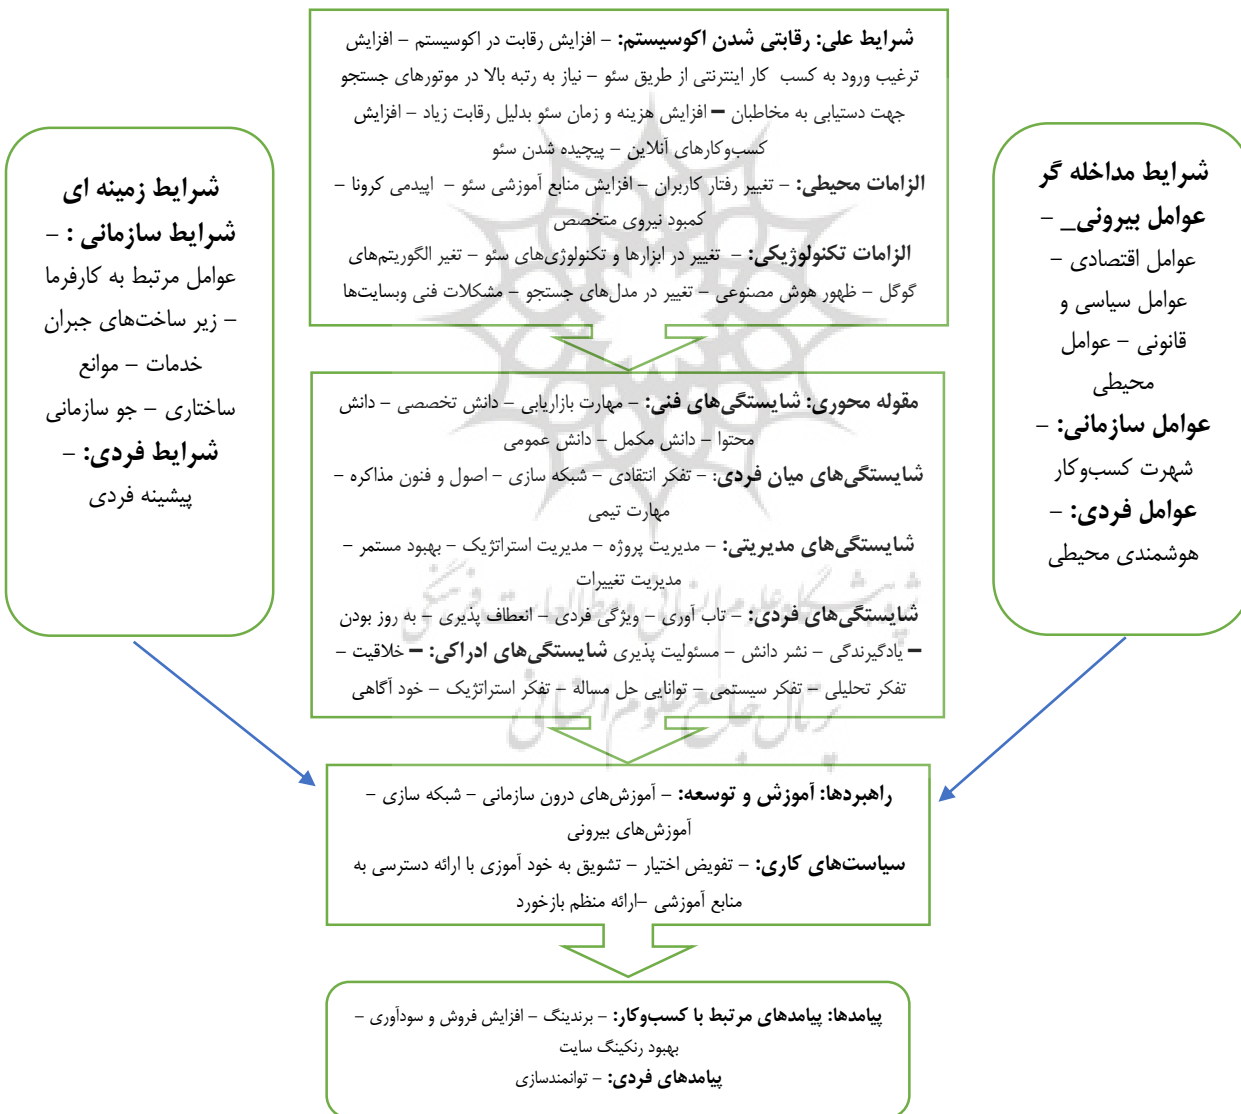 شرایط علی: رقابتی شدن اکوسیستم: – افزایش رقابت در اکوسیستم – افزایش
ترغیب ورود به کسب کار اینترنتی از طریق سئو – نیاز به رتبه بالا در موتورهای جستجو
جهت دستیابی به مخاطبان – افزایش هزینه و زمان سئو بدلیل رقابت زیاد – افزایش
کسب‌وکارهای آنلاین – پیچیده شدن سئو
الزامات محیطی: – تغییر رفتار کاربران – افزایش منابع آموزشی سئو – اپیدمی کرونا –
کمبود نیروی متخصص
الزامات تکنولوژیکی: – تغییر در ابزارها و تکنولوژی‌های سئو – تغیر الگوریتم‌های
گوگل – ظهور هوش مصنوعی – تغییر در مدل‌های جستجو – مشکلات فنی وبسایت‌ها
شرایط مداخله گر
عوامل بیرونی_ –
عوامل اقتصادی –
عوامل سیاسی و
قانونی – عوامل
محیطی
عوامل سازمانی: –
شهرت کسب‌وکار
عوامل فردی: –
هوشمندی محیطی
شرایط زمینه ای
شرایط سازمانی : –
عوامل مرتبط به کارفرما
– زیر ساخت‌های جبران
خدمات – موانع
ساختاری – جو سازمانی
شرایط فردی: –
پیشینه فردی
مقوله محوری: شایستگی‌های فنی: – مهارت بازاریابی – دانش تخصصی – دانش
محتوا – دانش مکمل – دانش عمومی
شایستگی‌های میان فردی: – تفکر انتقادی – شبکه سازی – اصول و فنون مذاکره –
مهارت تیمی
شایستگی‌های مدیریتی: – مدیریت پروژه – مدیریت استراتژیک – بهبود مستمر –
مدیریت تغییرات
شایستگی‌های فردی: – تاب آوری – ویژگی فردی – انعطاف پذیری – به روز بودن
– یادگیرندگی – نشر دانش – مسئولیت پذیری شایستگی‌های ادراکی: – خلاقیت –
تفکر تحلیلی – تفکر سیستمی – توانایی حل مساله – تفکر استراتژیک – خود آگاهی
پژوهشگاه علوم انسانی و مطالعات فرهنگی
پرتال جامع علوم انسانی
راهبردها: آموزش و توسعه: – آموزش‌های درون سازمانی – شبکه سازی –
آموزش‌های بیرونی
سیاست‌های کاری: – تفویض اختیار – تشویق به خود آموزی با ارائه دسترسی به
منابع آموزشی –ارائه منظم بازخورد
پیامدها: پیامدهای مرتبط با کسب‌وکار: – برندینگ – افزایش فروش و سودآوری –
بهبود رنکینگ سایت
پیامدهای فردی: – توانمندسازی